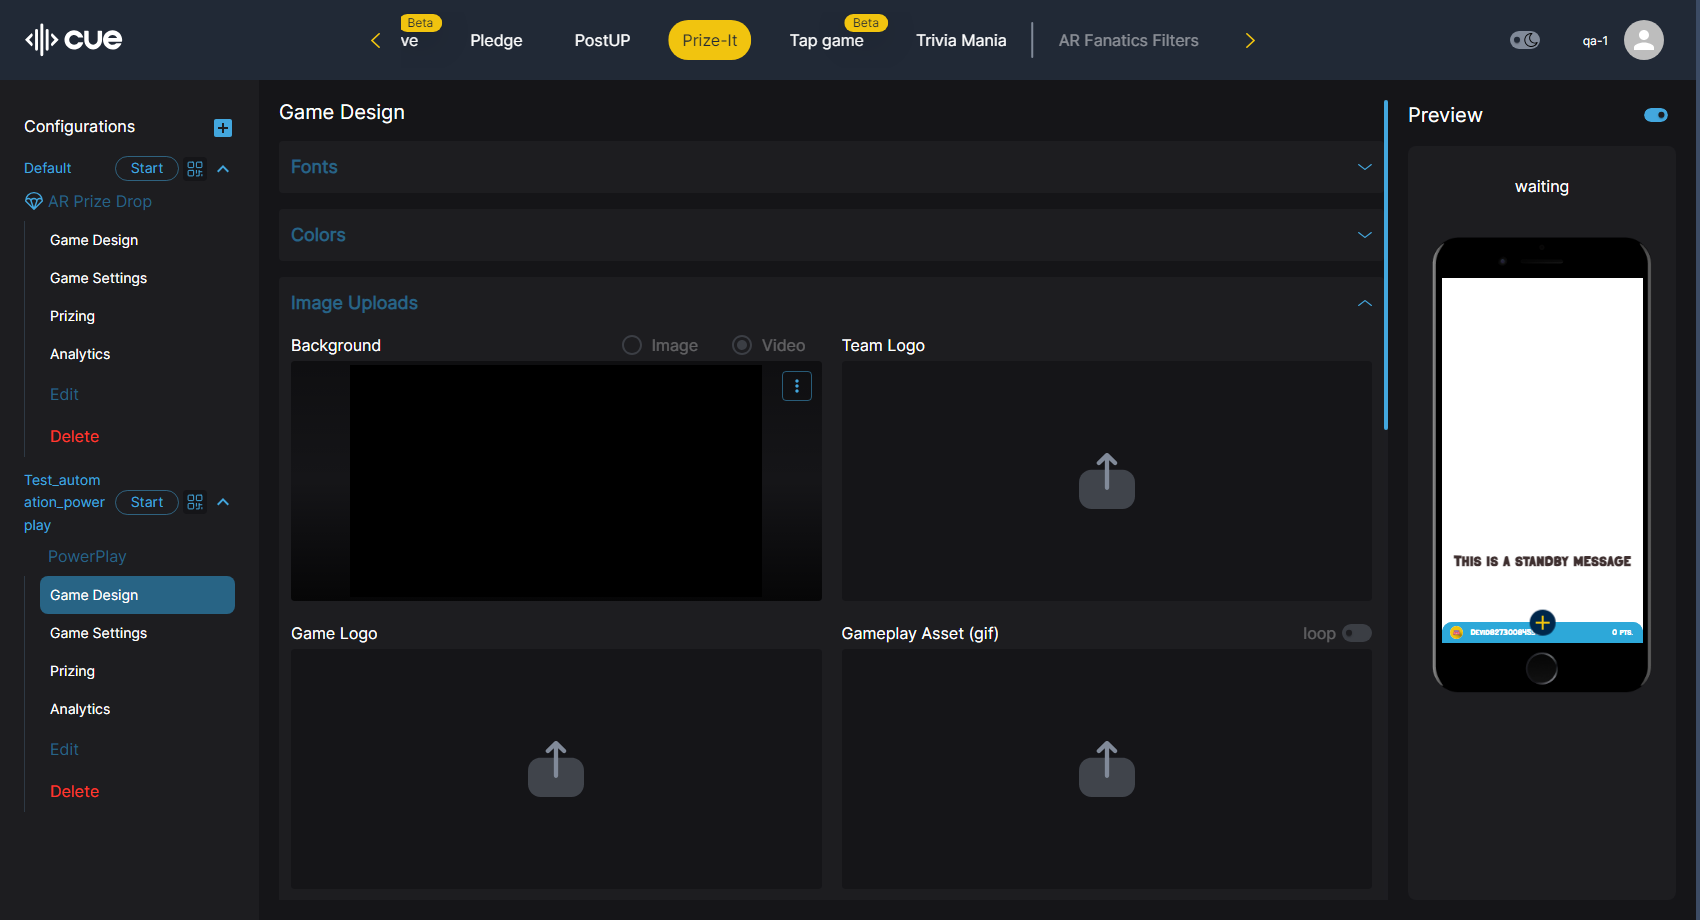 cue
Beta
ve
Pledge
PostUP
Prize-It
Beta
Tap game
Trivia Mania
AR Fanatics Filters
qa-1
Configurations
Default
Start
AR Prize Drop
Game Design
Game Settings
Prizing
Analytics
Edit
Delete
Test_autom
ation_power
play
Start
PowerPlay
Game Design
Game Settings
Prizing
Analytics
Edit
Delete
Game Design
Fonts
Colors
Image Uploads
Background
Image
Video
Team Logo
Game Logo
Gameplay Asset (gif)
loop
Preview
waiting
This is a standby message
0 pts.